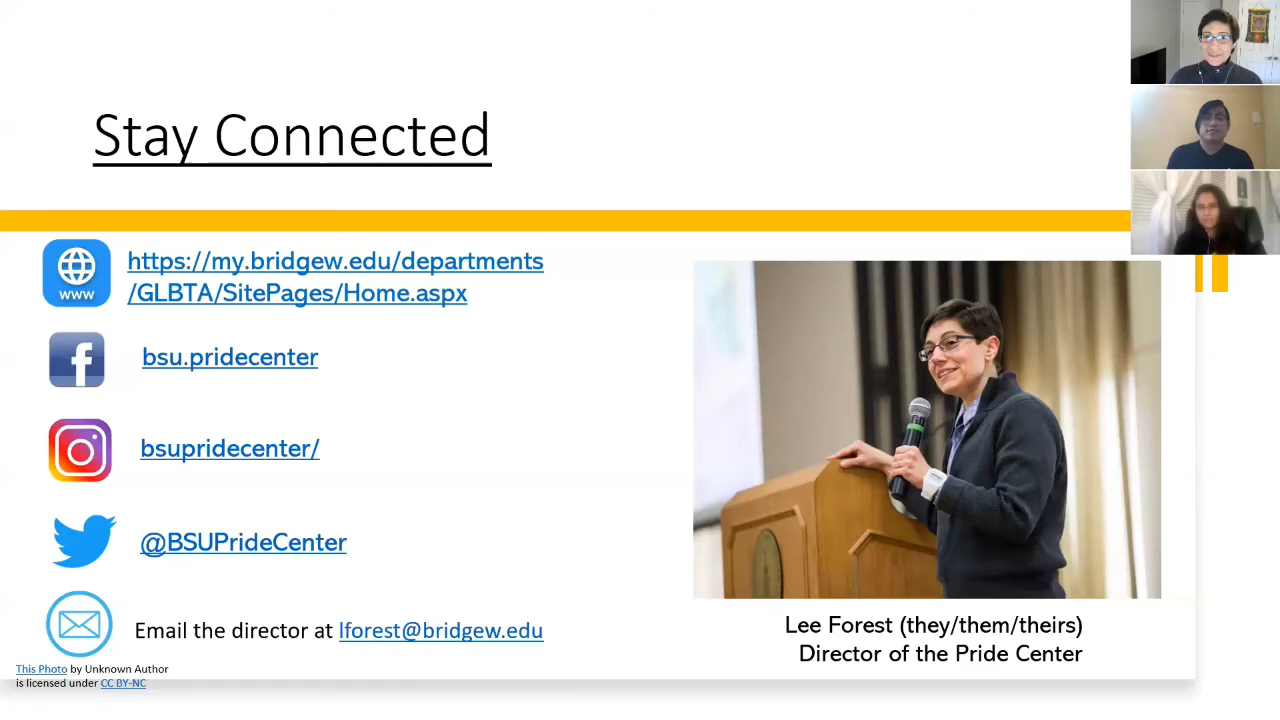 Stay Connected
https://my.bridgew.edu/departments
/GLBTA/SitePages/Home.aspx
www
bsu.pridecenter
f
bsupridecenter/
@BSUPrideCenter
Email the director at lforest@bridgew.edu
This Photo by Unknown Author
is licensed under CC BY-NC
Lee Forest (they/them/theirs)
Director of the Pride Center